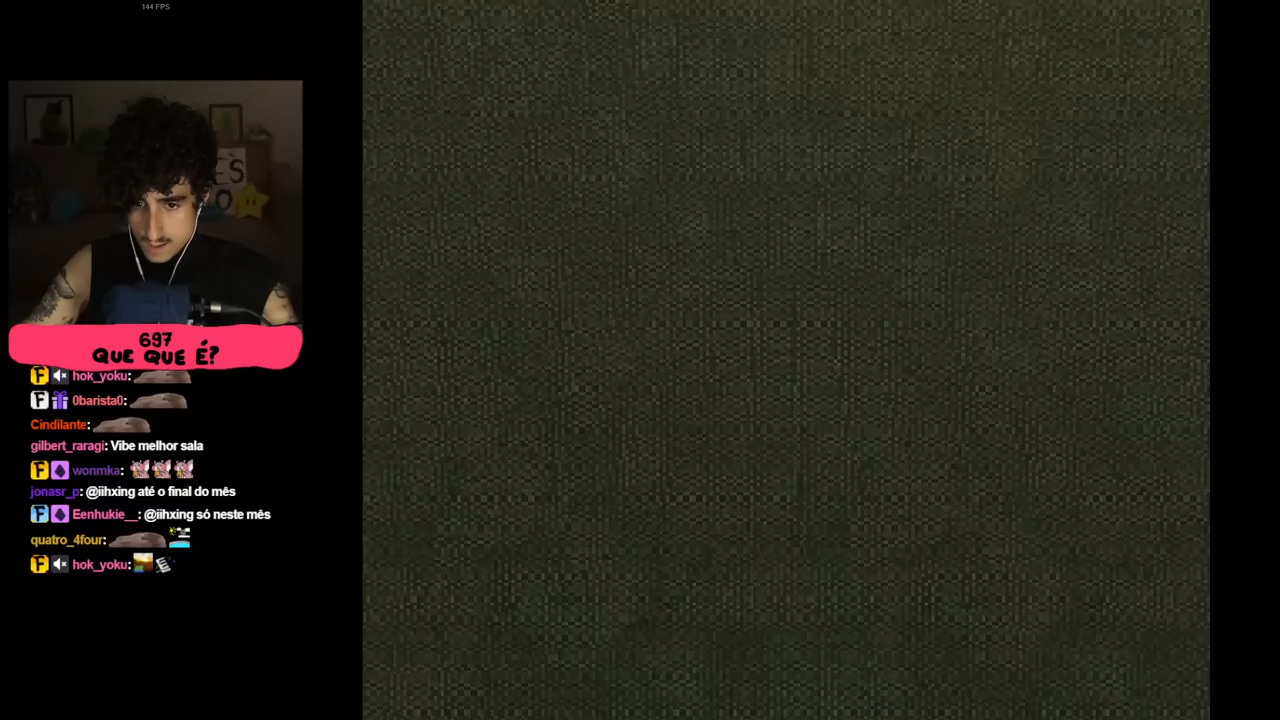 144 FPS
ES
O
697
QUE QUE É?
F hok_yoku:
F 0barista0:
Cindilante:
gilbert_raragi: Vibe melhor sala
F wonmka:
jonasr_p: @iihxing até o final do mês
F Eenhukie__: @iihxing só neste mês
quatro_4four:
F hok_yoku: